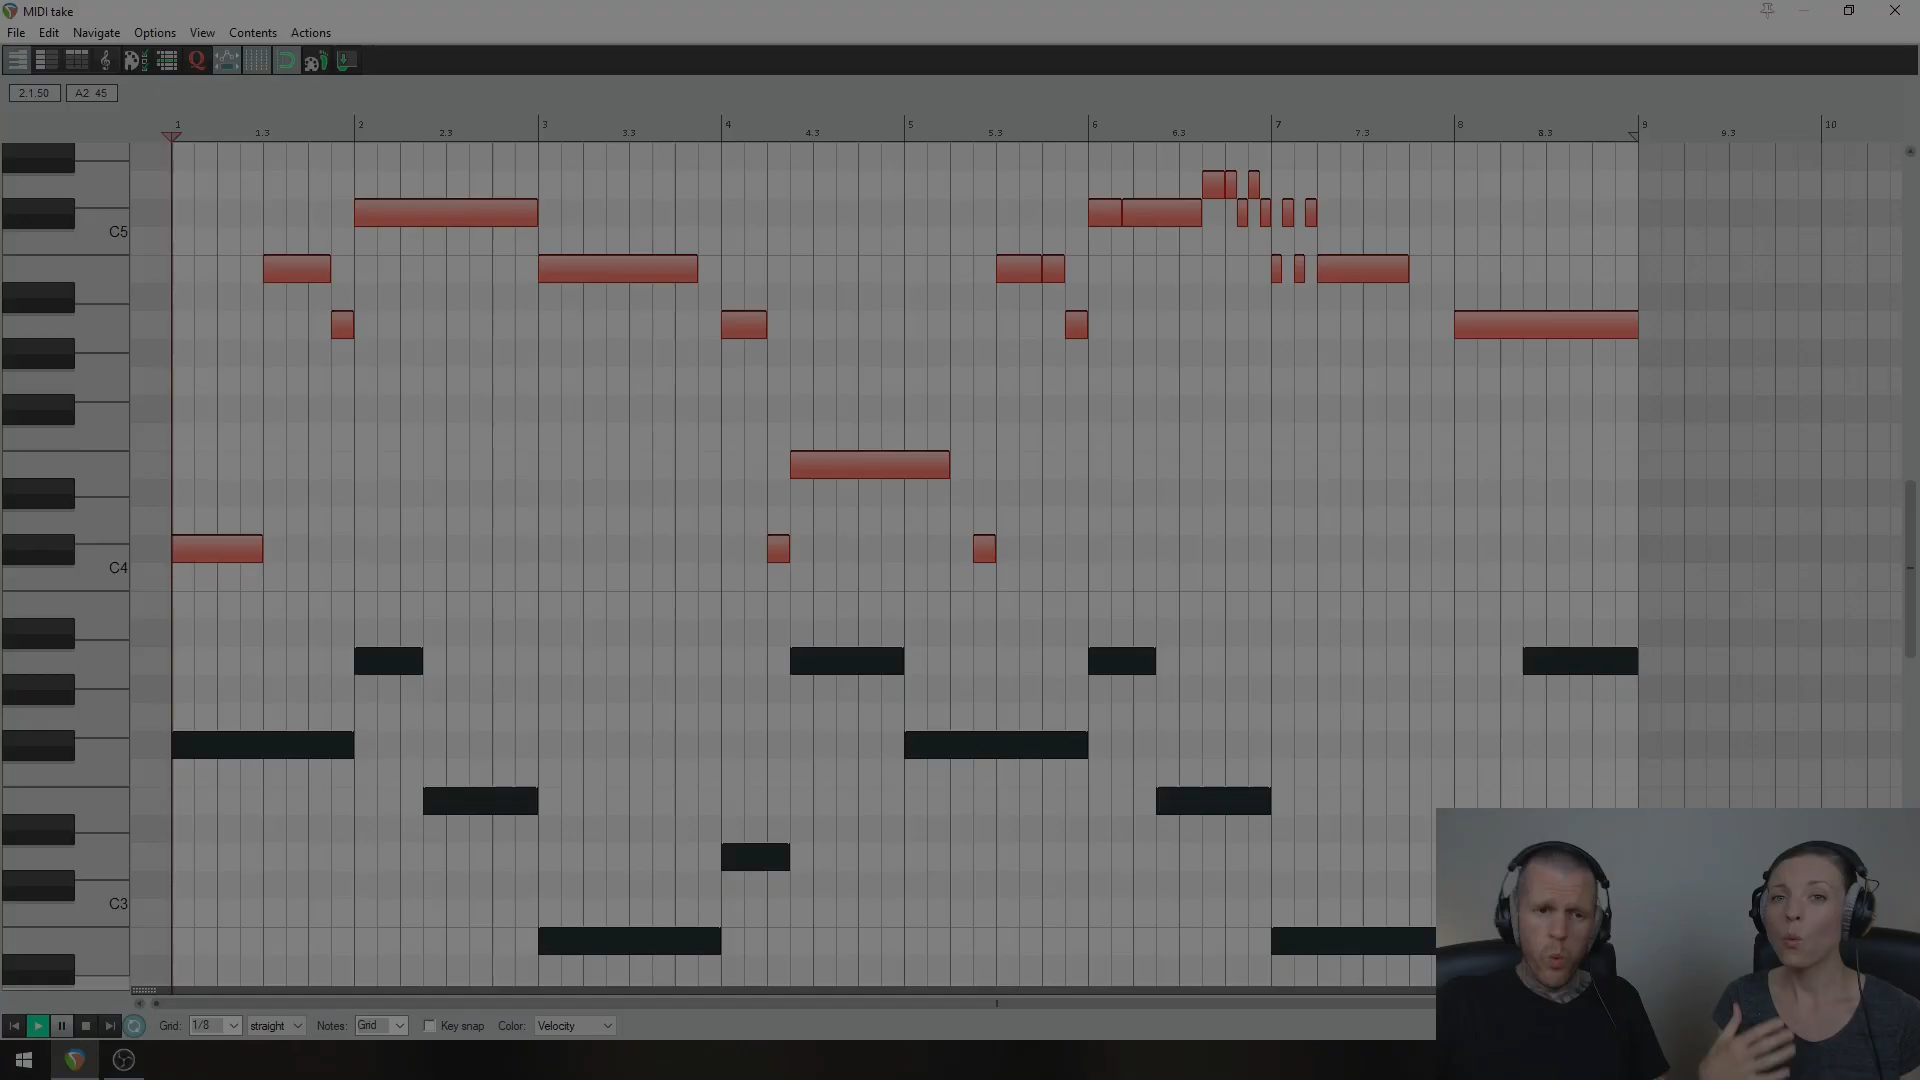 MIDI take
File Edit Navigate Options View Contents Actions
Q
2.1.50 A2 45
1 1.3 2 2.3 3 3.3 4 4.3 5 5.3 6 6.3 7 7.3 8 8.3 9 9.3 10
C5
C4
C3
Grid: 1/8 straight Notes: Grid Key snap Color: Velocity